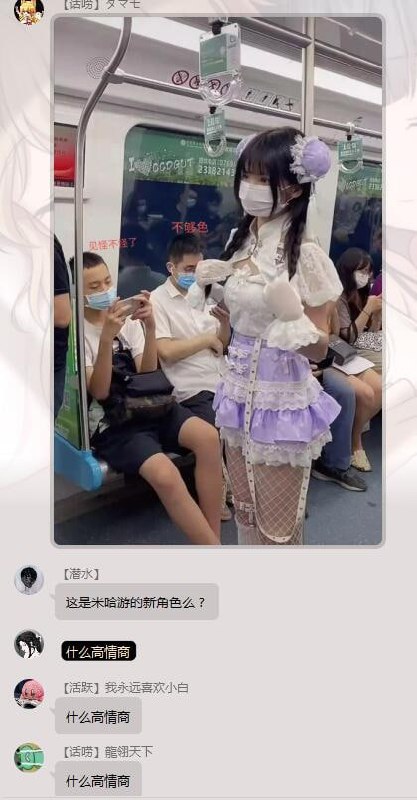 【话唠】タマモ
不够色
见怪不怪了
【潜水】
这是米哈游的新角色么？
什么高情商
【活跃】我永远喜欢小白
什么高情商
【话唠】龍翎天下
什么高情商